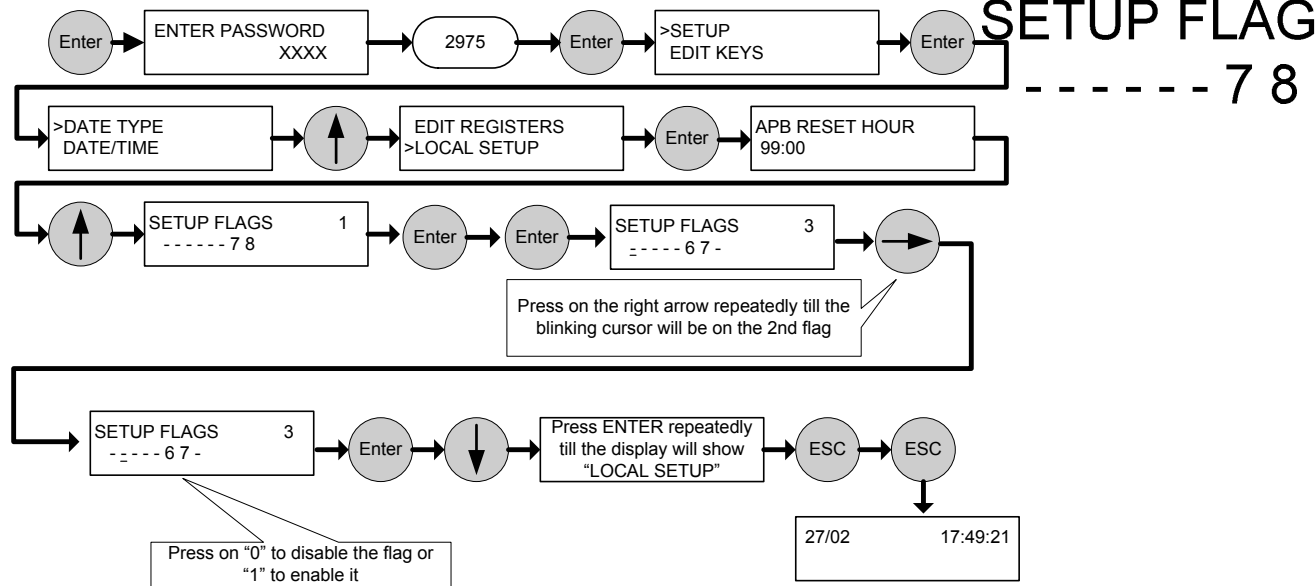 SETUP FLAG
- - - - - - 7 8
Enter
ENTER PASSWORD
XXXX
2975
Enter
>SETUP
EDIT KEYS
Enter
>DATE TYPE
DATE/TIME
EDIT REGISTERS
>LOCAL SETUP
Enter
APB RESET HOUR
99:00
SETUP FLAGS 1
- - - - - - 7 8
Enter
Enter
SETUP FLAGS 3
- - - - - 6 7 -
Press on the right arrow repeatedly till the
blinking cursor will be on the 2nd flag
SETUP FLAGS 3
- - - - - 6 7 -
Enter
Press ENTER repeatedly
till the display will show
“LOCAL SETUP”
ESC
ESC
Press on “0” to disable the flag or
“1” to enable it
27/02 17:49:21